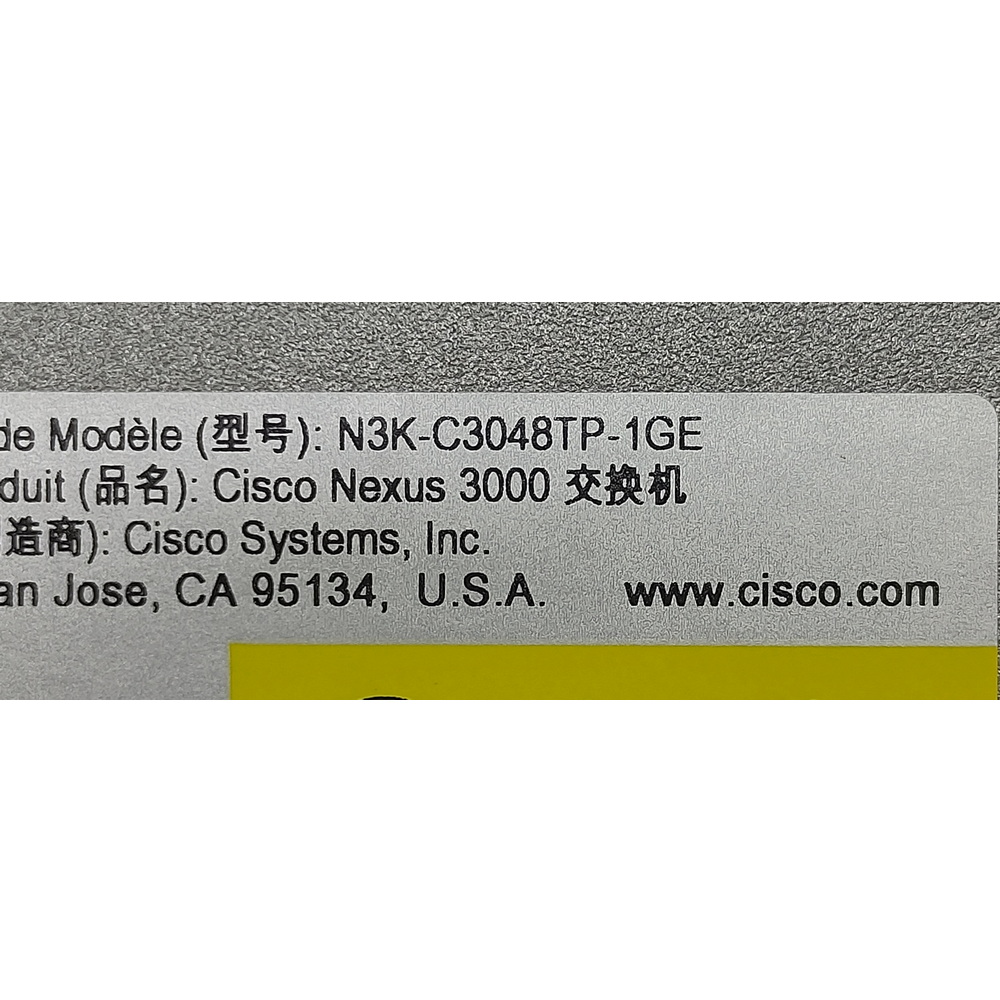 de Modèle (型号): N3K-C3048TP-1GE
duit (品名): Cisco Nexus 3000 交换机
造商): Cisco Systems, Inc.
an Jose, CA 95134, U.S.A. www.cisco.com